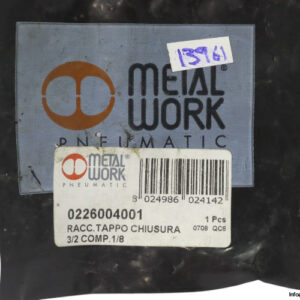 13961
METAL
WORK®
PNEUMATIC
METAL
WORK
PNEUMATIC
8 024986 024142
0226004001
1 Pcs
RACC.TAPPO CHIUSURA
0708 QC8
3/2 COMP.1/8